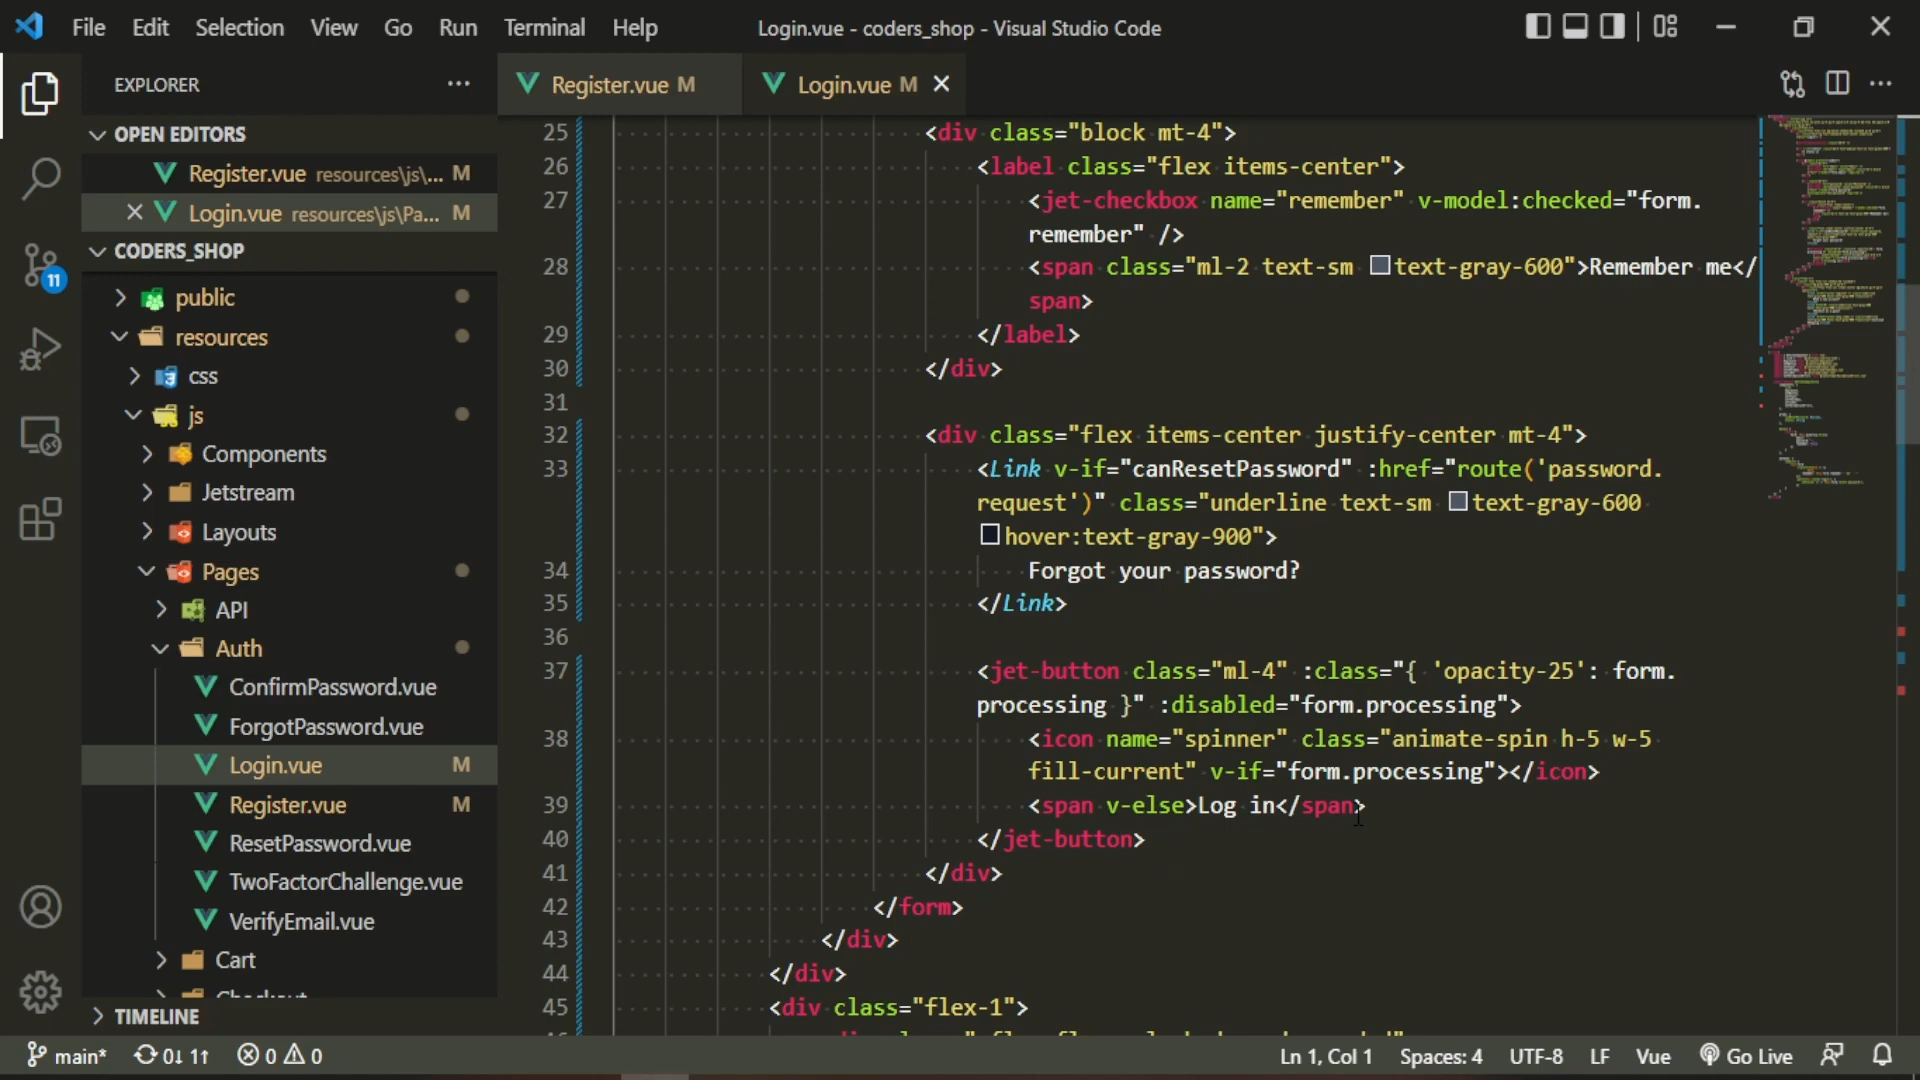 File Edit Selection View Go Run Terminal Help
Login.vue - coders_shop - Visual Studio Code
EXPLORER
OPEN EDITORS
Register.vue resources\js\... M
Login.vue resources\js\Pa... M
CODERS_SHOP
public
resources
css
js
Components
Jetstream
Layouts
Pages
API
Auth
ConfirmPassword.vue
ForgotPassword.vue
Login.vue M
Register.vue M
ResetPassword.vue
TwoFactorChallenge.vue
VerifyEmail.vue
Cart
Checkout
TIMELINE
11
Register.vue M
Login.vue M
25 <div class="block mt-4">
26 <label class="flex items-center">
27 <jet-checkbox name="remember" v-model:checked="form.
remember" />
28 <span class="ml-2 text-sm text-gray-600">Remember me</
span>
29 </label>
30 </div>
31
32 <div class="flex items-center justify-center mt-4">
33 <Link v-if="canResetPassword" :href="route('password.
request')" class="underline text-sm text-gray-600
hover:text-gray-900">
34 Forgot your password?
35 </Link>
36
37 <jet-button class="ml-4" :class="{ 'opacity-25': form.
processing }" :disabled="form.processing">
38 <icon name="spinner" class="animate-spin h-5 w-5
fill-current" v-if="form.processing"></icon>
39 <span v-else>Log in</span>
40 </jet-button>
41 </div>
42 </form>
43 </div>
44 </div>
45 <div class="flex-1">
main* 0↓ 1↑ 0 0
Ln 1, Col 1 Spaces: 4 UTF-8 LF Vue Go Live